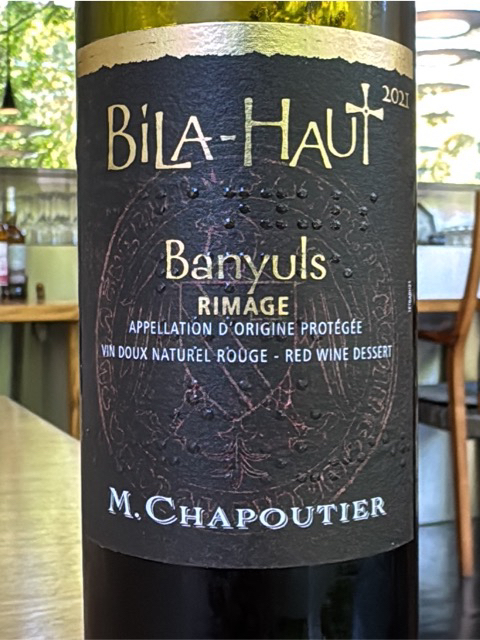 2021
BiLA-HAUT
Banyuls
RIMAGE
APPELLATION D'ORIGINE PROTÉGÉE
VIN DOUX NATUREL ROUGE - RED WINE DESSERT
M. CHAPOUTIER